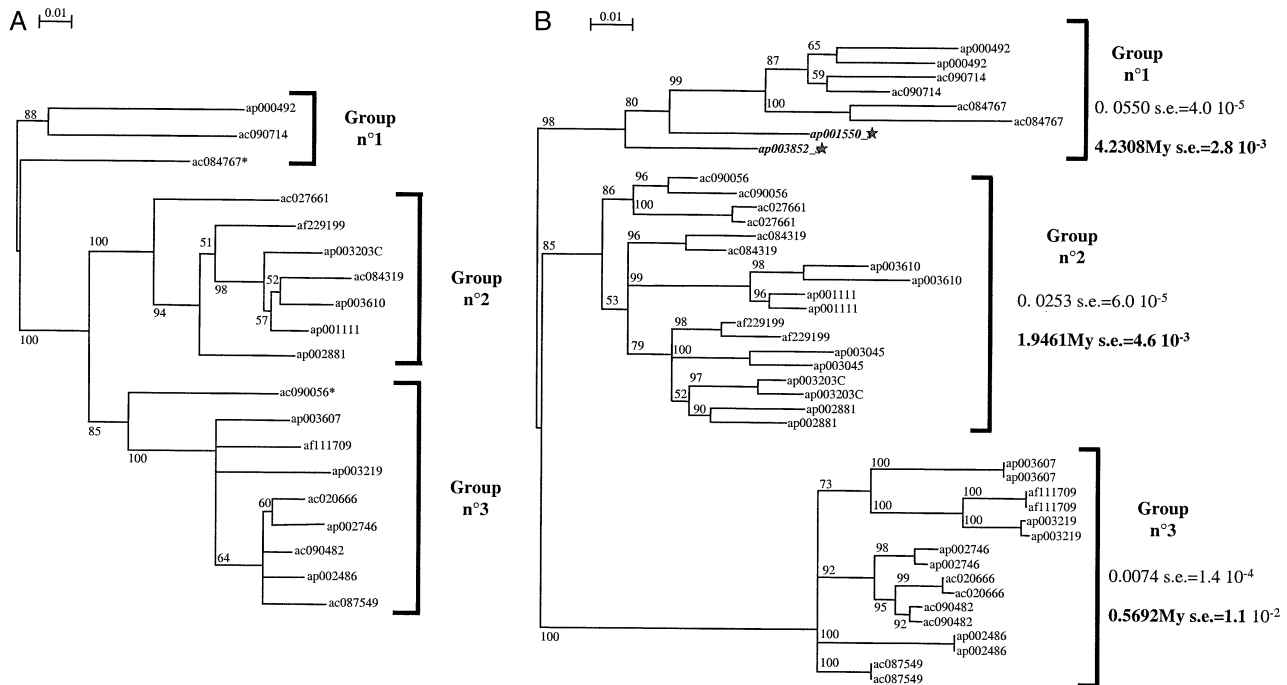 A
0.01
88
ap000492
ac090714
ac084767*
Group
n°1
100
100
ac027661
51
af229199
98
ap003203C
52
ac084319
ap003610
57
ap001111
94
ap002881
Group
n°2
85
ac090056*
100
ap003607
af111709
ap003219
60
ac020666
ap002746
64
ac090482
ap002486
ac087549
Group
n°3
B
0.01
98
80
99
87
65
ap000492
ap000492
59
ac090714
ac090714
100
ac084767
ac084767
ap001550_s
ap003852_s
Group
n°1
0. 0550 s.e.=4.0 10-5
4.2308My s.e.=2.8 10-3
85
86
96
ac090056
ac090056
100
ac027661
ac027661
53
96
ac084319
ac084319
99
98
ap003610
ap003610
96
ap001111
ap001111
79
98
af229199
af229199
100
ap003045
ap003045
52
97
ap003203C
ap003203C
90
ap002881
ap002881
Group
n°2
0. 0253 s.e.=6.0 10-5
1.9461My s.e.=4.6 10-3
100
73
100
ap003607
ap003607
100
100
af111709
af111709
100
ap003219
ap003219
92
98
ap002746
ap002746
95
99
ac020666
ac020666
92
ac090482
ac090482
100
ap002486
ap002486
100
ac087549
ac087549
Group
n°3
0.0074 s.e.=1.4 10-4
0.5692My s.e.=1.1 10-2